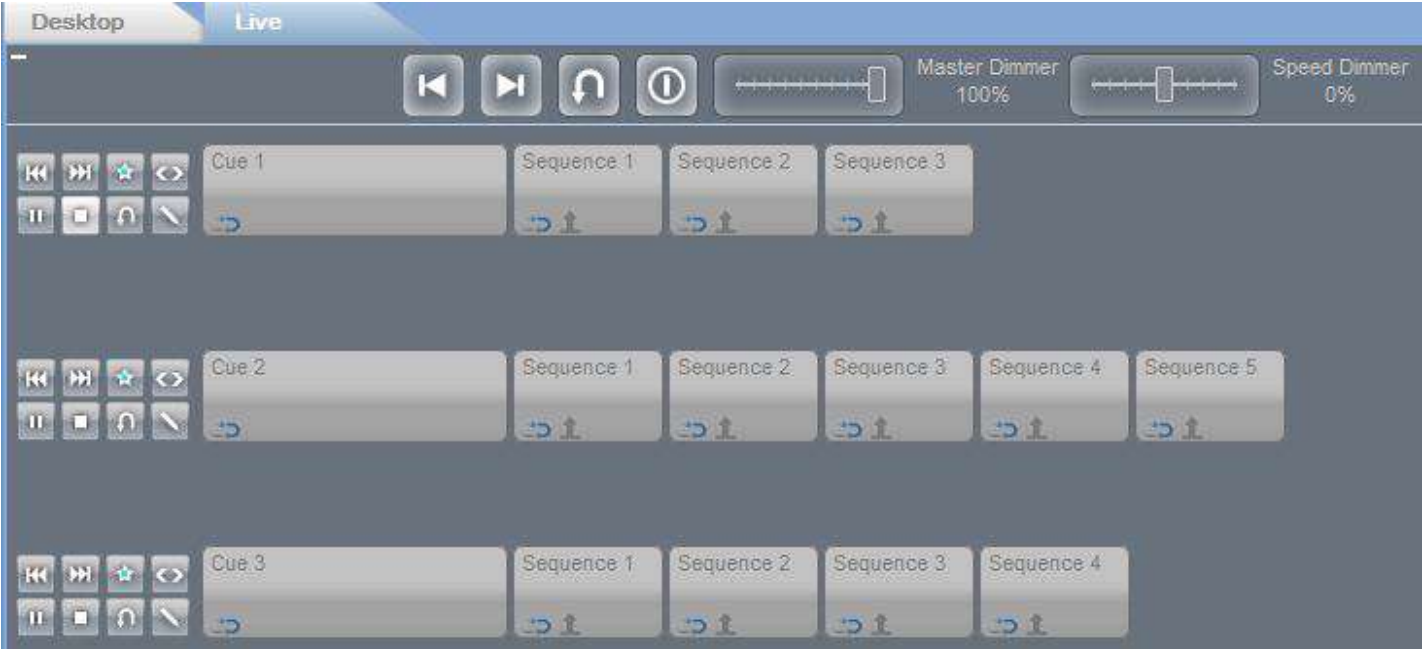 Desktop Live
Master Dimmer Speed Dimmer
100% 0%
Cue 1 Sequence 1 Sequence 2 Sequence 3
Cue 2 Sequence 1 Sequence 2 Sequence 3 Sequence 4 Sequence 5
Cue 3 Sequence 1 Sequence 2 Sequence 3 Sequence 4